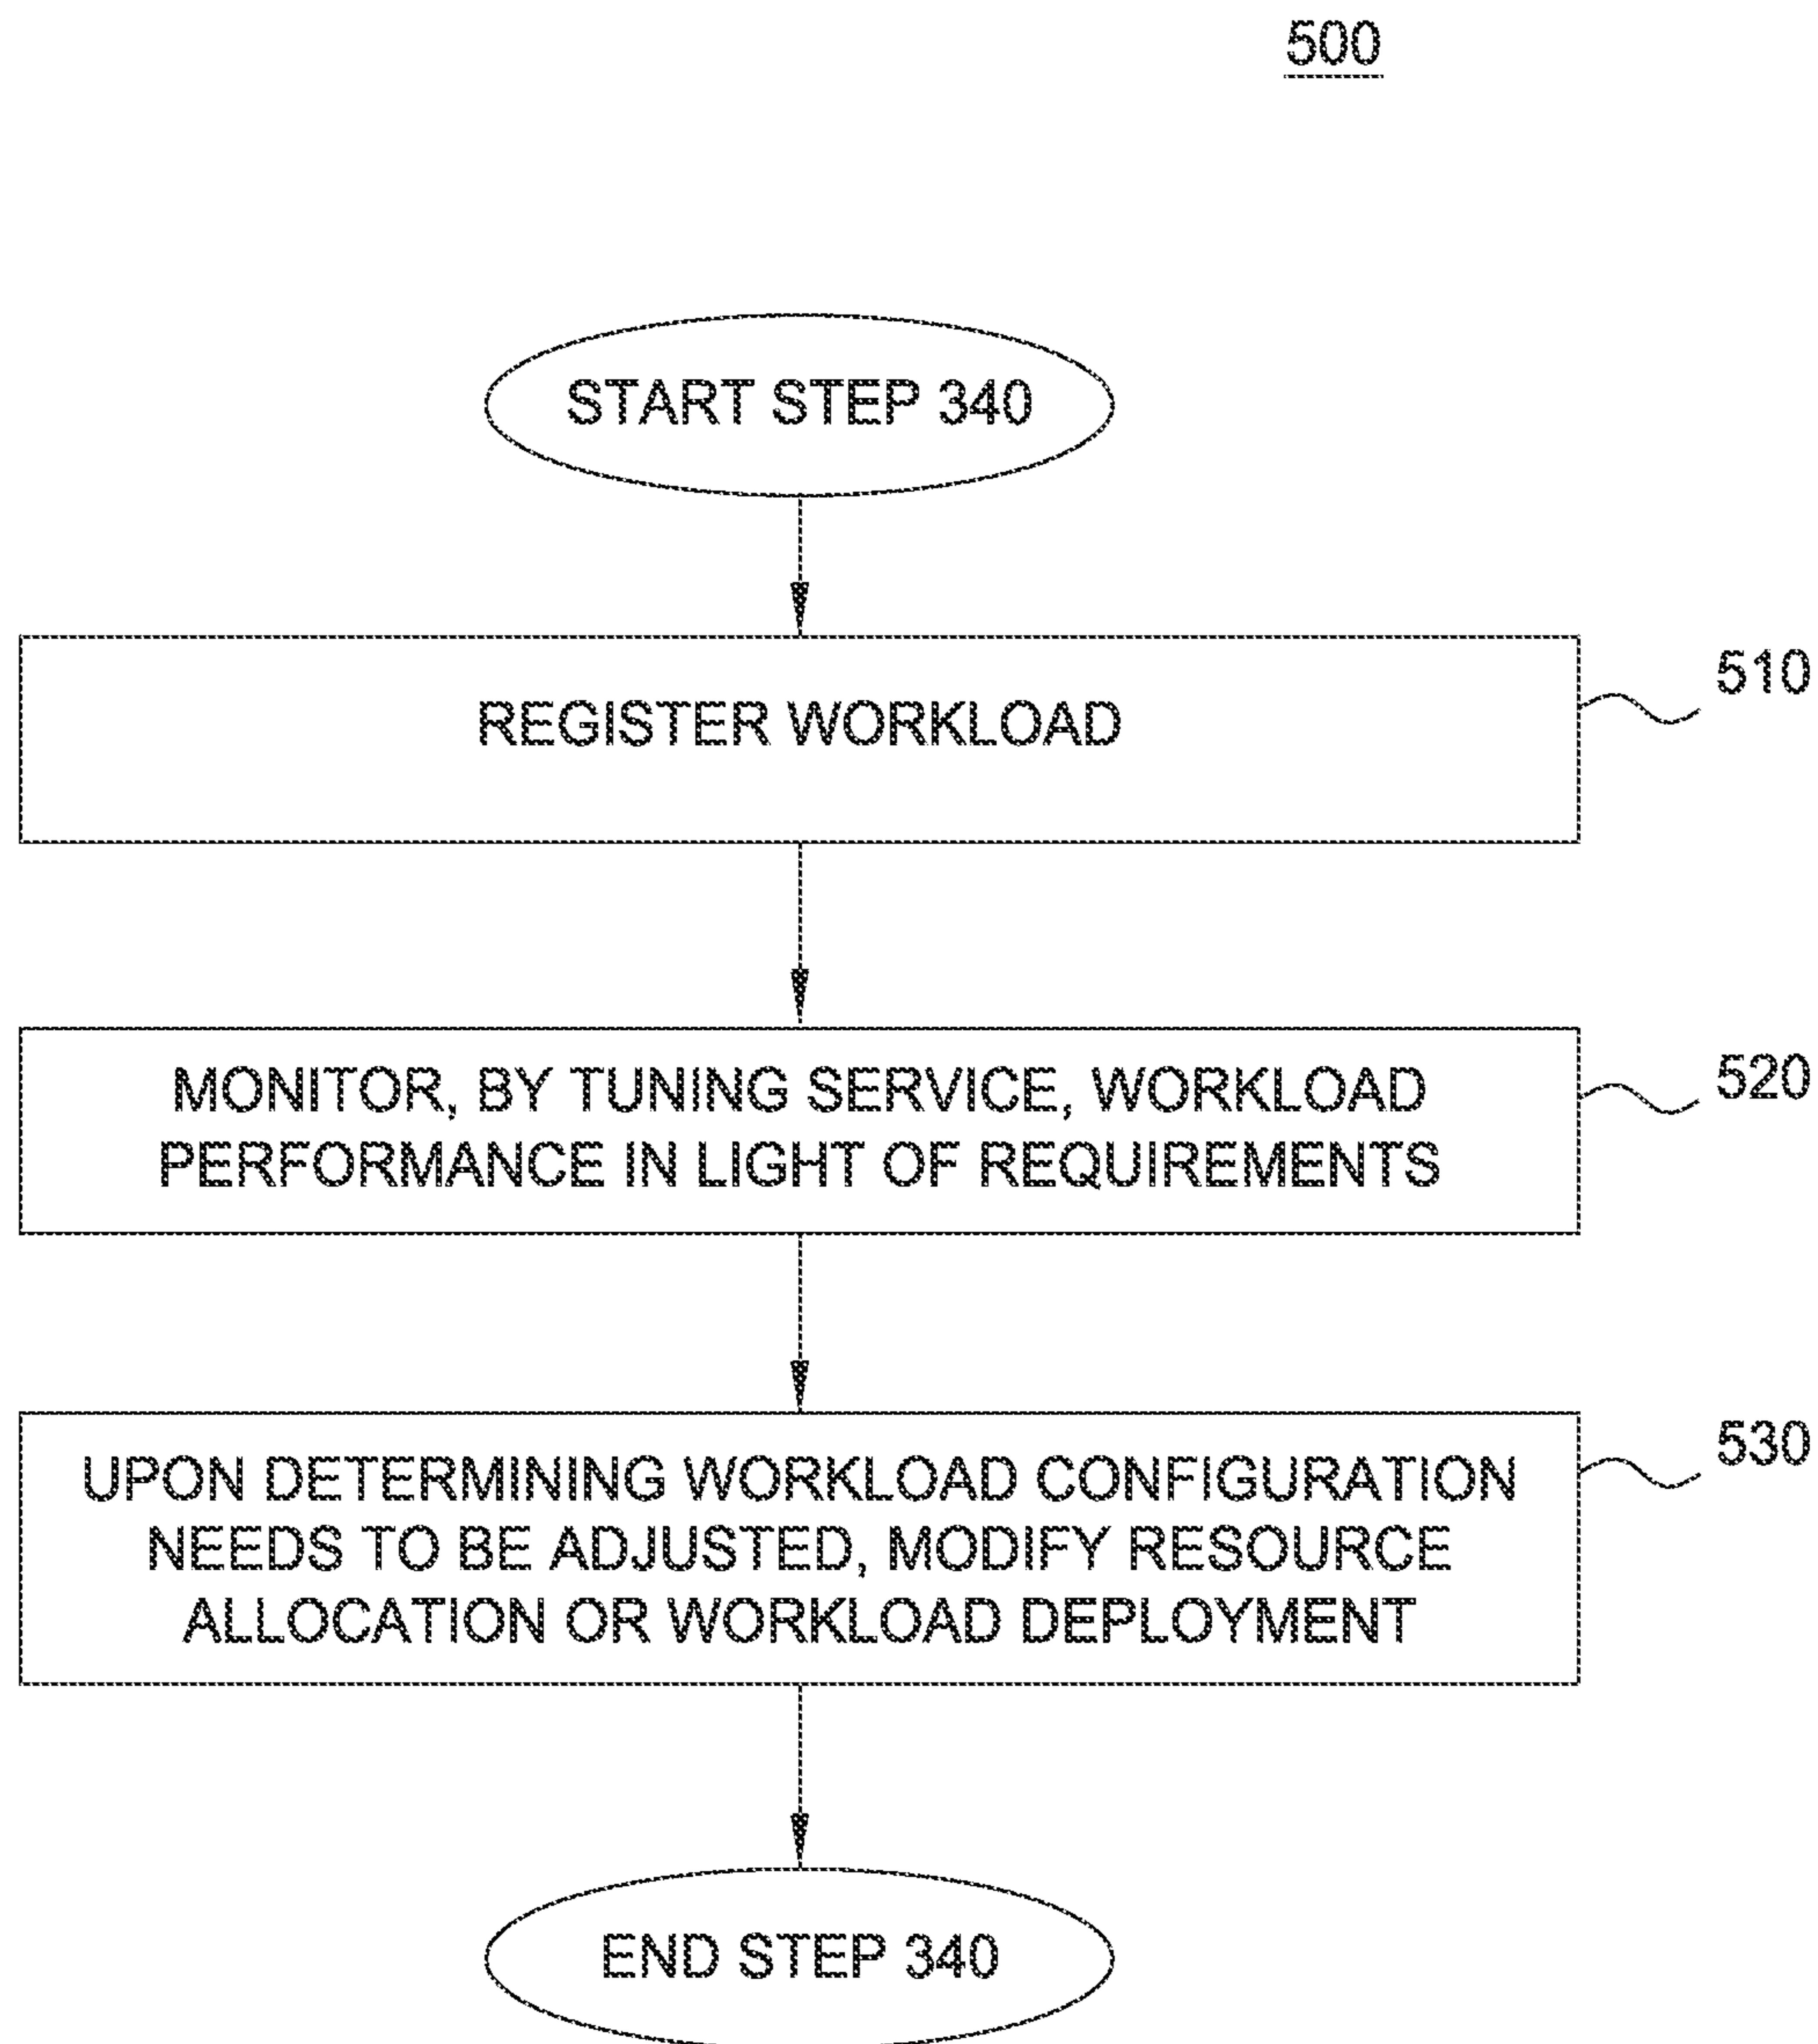 500
START STEP 340
REGISTER WORKLOAD
510
MONITOR, BY TUNING SERVICE, WORKLOAD
PERFORMANCE IN LIGHT OF REQUIREMENTS
520
UPON DETERMINING WORKLOAD CONFIGURATION
NEEDS TO BE ADJUSTED, MODIFY RESOURCE
ALLOCATION OR WORKLOAD DEPLOYMENT
530
END STEP 340